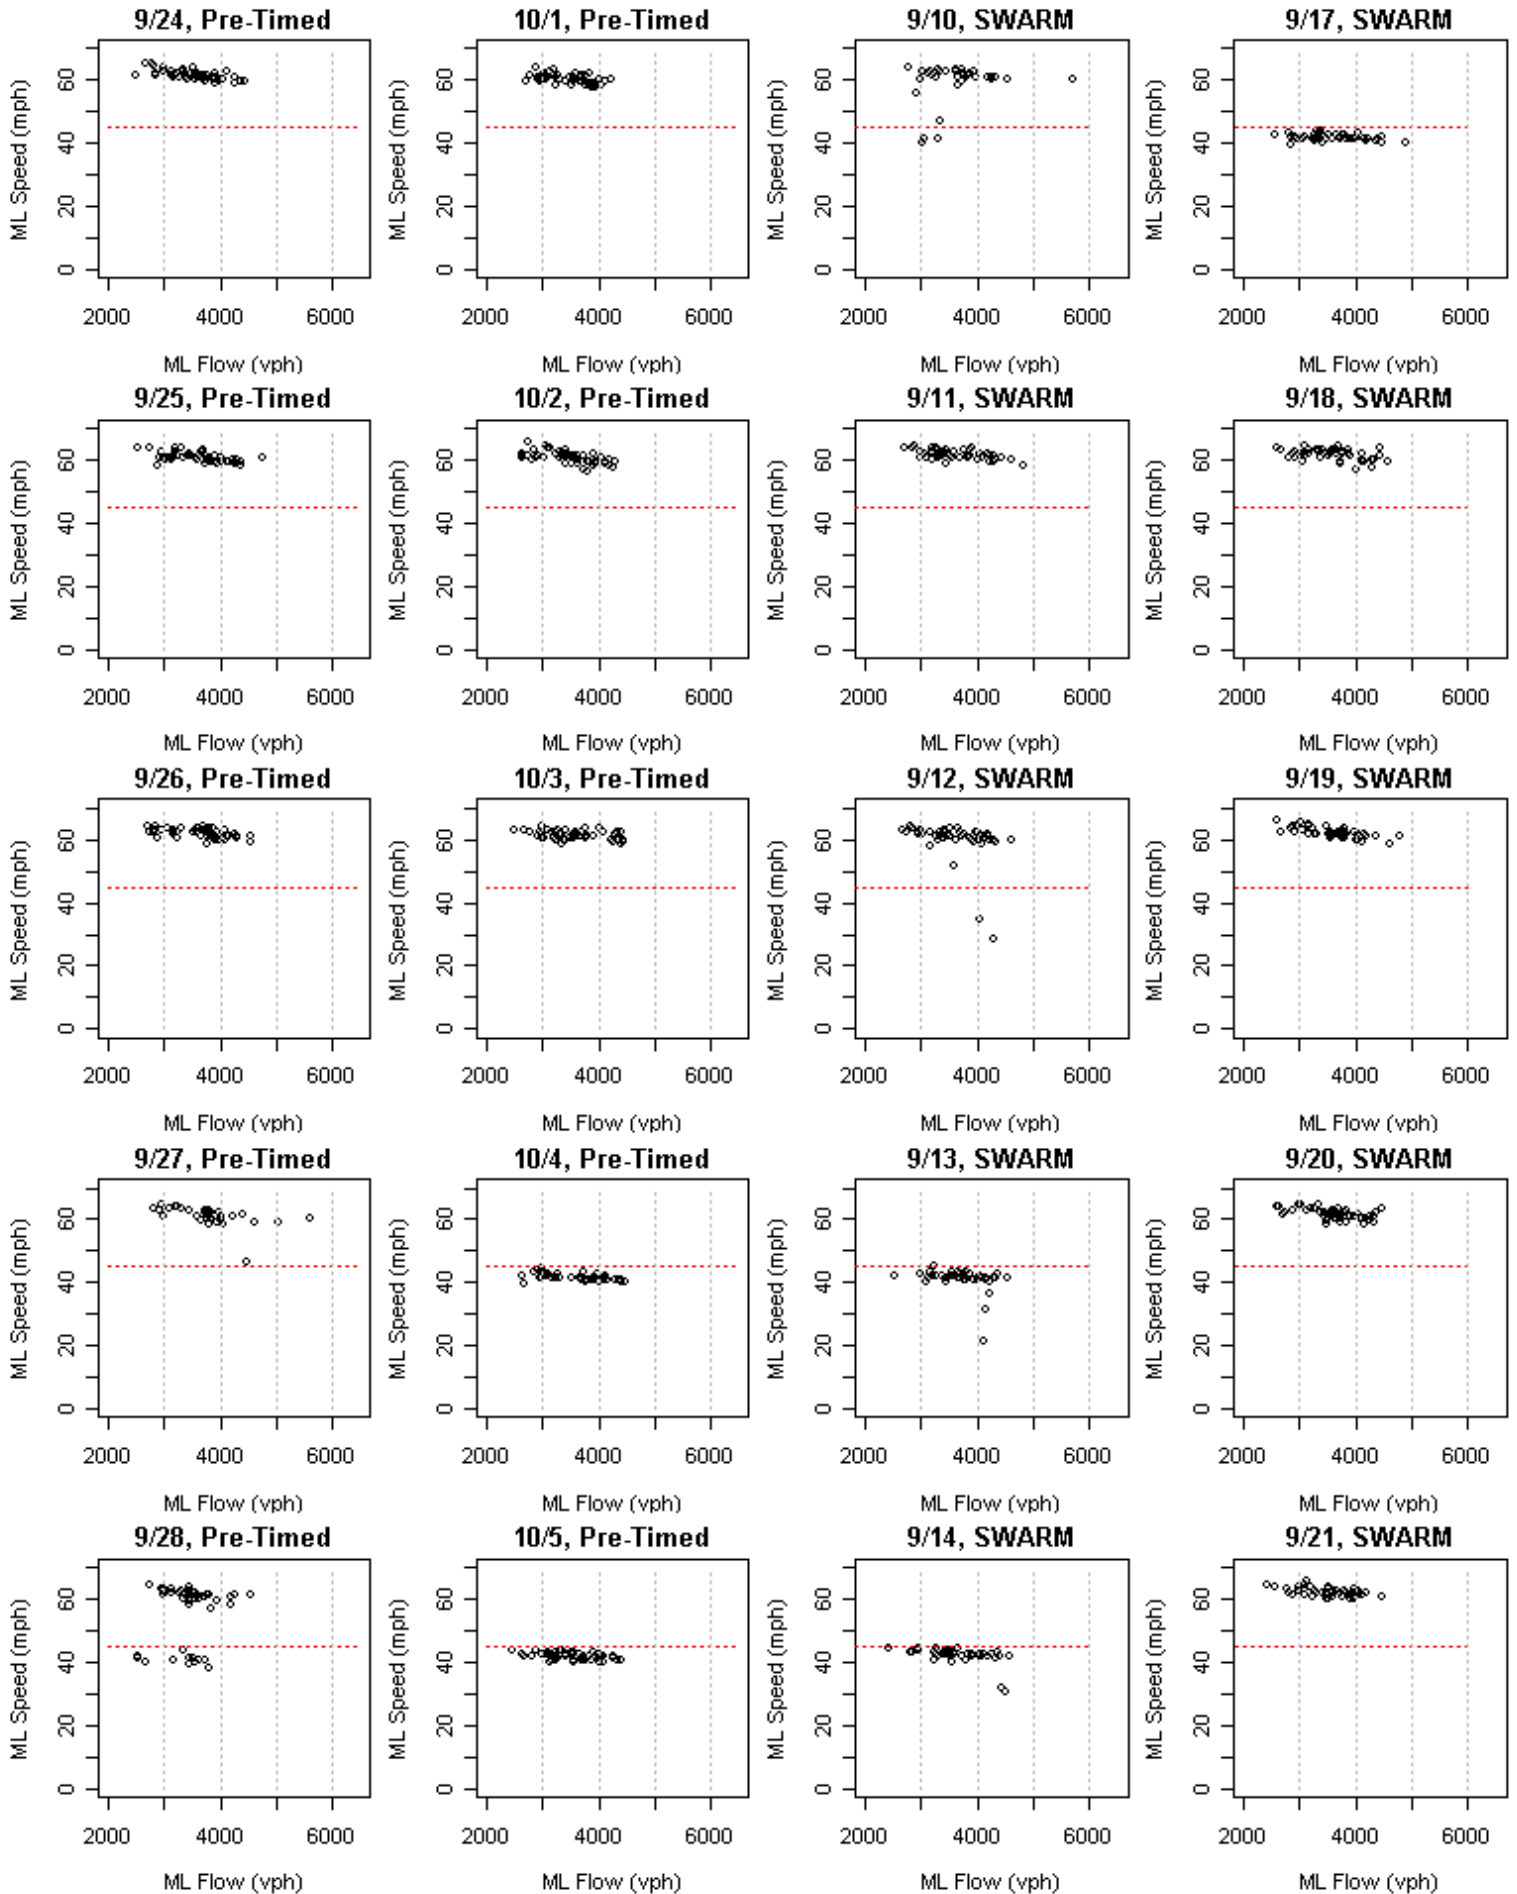 9/24, Pre-Timed
ML Speed (mph)
0 20 40 60
2000 4000 6000
ML Flow (vph)
10/1, Pre-Timed
ML Speed (mph)
0 20 40 60
2000 4000 6000
ML Flow (vph)
9/10, SWARM
ML Speed (mph)
0 20 40 60
2000 4000 6000
ML Flow (vph)
9/17, SWARM
ML Speed (mph)
0 20 40 60
2000 4000 6000
ML Flow (vph)
9/25, Pre-Timed
ML Speed (mph)
0 20 40 60
2000 4000 6000
ML Flow (vph)
10/2, Pre-Timed
ML Speed (mph)
0 20 40 60
2000 4000 6000
ML Flow (vph)
9/11, SWARM
ML Speed (mph)
0 20 40 60
2000 4000 6000
ML Flow (vph)
9/18, SWARM
ML Speed (mph)
0 20 40 60
2000 4000 6000
ML Flow (vph)
9/26, Pre-Timed
ML Speed (mph)
0 20 40 60
2000 4000 6000
ML Flow (vph)
10/3, Pre-Timed
ML Speed (mph)
0 20 40 60
2000 4000 6000
ML Flow (vph)
9/12, SWARM
ML Speed (mph)
0 20 40 60
2000 4000 6000
ML Flow (vph)
9/19, SWARM
ML Speed (mph)
0 20 40 60
2000 4000 6000
ML Flow (vph)
9/27, Pre-Timed
ML Speed (mph)
0 20 40 60
2000 4000 6000
ML Flow (vph)
10/4, Pre-Timed
ML Speed (mph)
0 20 40 60
2000 4000 6000
ML Flow (vph)
9/13, SWARM
ML Speed (mph)
0 20 40 60
2000 4000 6000
ML Flow (vph)
9/20, SWARM
ML Speed (mph)
0 20 40 60
2000 4000 6000
ML Flow (vph)
9/28, Pre-Timed
ML Speed (mph)
0 20 40 60
2000 4000 6000
ML Flow (vph)
10/5, Pre-Timed
ML Speed (mph)
0 20 40 60
2000 4000 6000
ML Flow (vph)
9/14, SWARM
ML Speed (mph)
0 20 40 60
2000 4000 6000
ML Flow (vph)
9/21, SWARM
ML Speed (mph)
0 20 40 60
2000 4000 6000
ML Flow (vph)